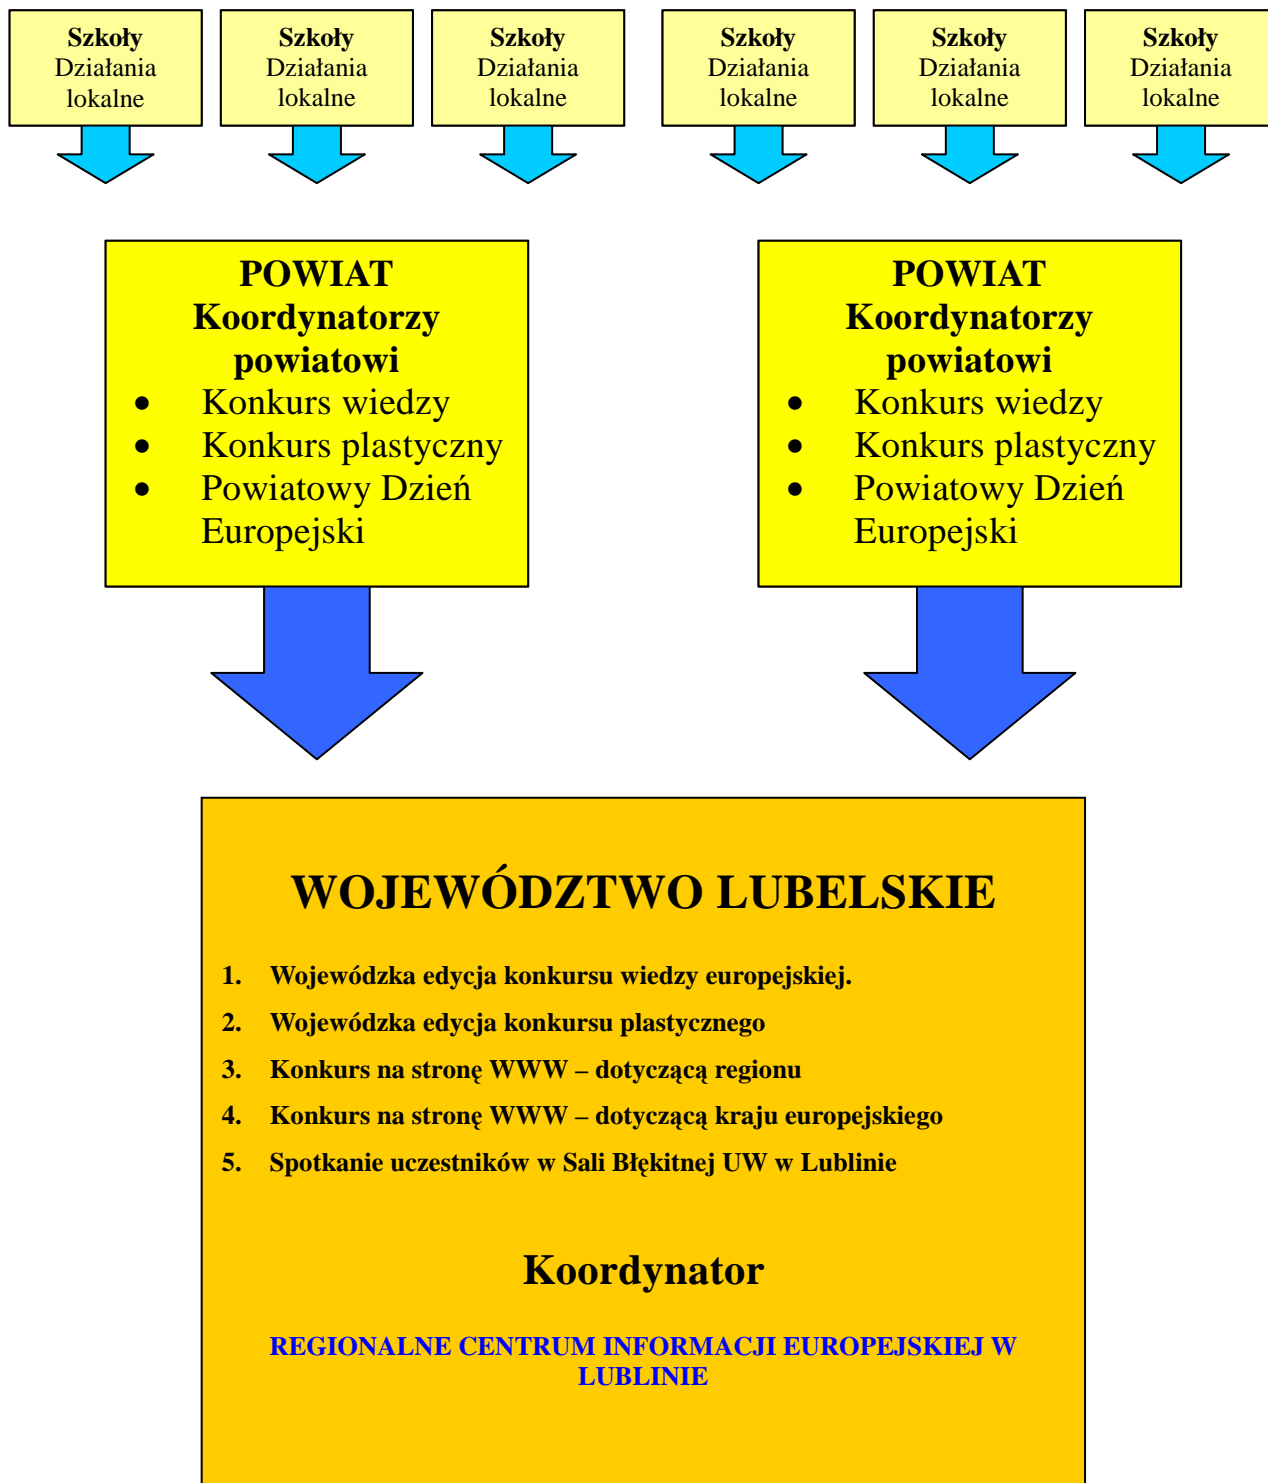 Szkoły
Działania
lokalne
Szkoły
Działania
lokalne
Szkoły
Działania
lokalne
Szkoły
Działania
lokalne
Szkoły
Działania
lokalne
Szkoły
Działania
lokalne
POWIAT
Koordynatorzy
powiatowi
• Konkurs wiedzy
• Konkurs plastyczny
• Powiatowy Dzień
Europejski
POWIAT
Koordynatorzy
powiatowi
• Konkurs wiedzy
• Konkurs plastyczny
• Powiatowy Dzień
Europejski
WOJEWÓDZTWO LUBELSKIE
1. Wojewódzka edycja konkursu wiedzy europejskiej.
2. Wojewódzka edycja konkursu plastycznego
3. Konkurs na stronę WWW – dotyczącą regionu
4. Konkurs na stronę WWW – dotyczącą kraju europejskiego
5. Spotkanie uczestników w Sali Błękitnej UW w Lublinie
Koordynator
REGIONALNE CENTRUM INFORMACJI EUROPEJSKIEJ W
LUBLINIE